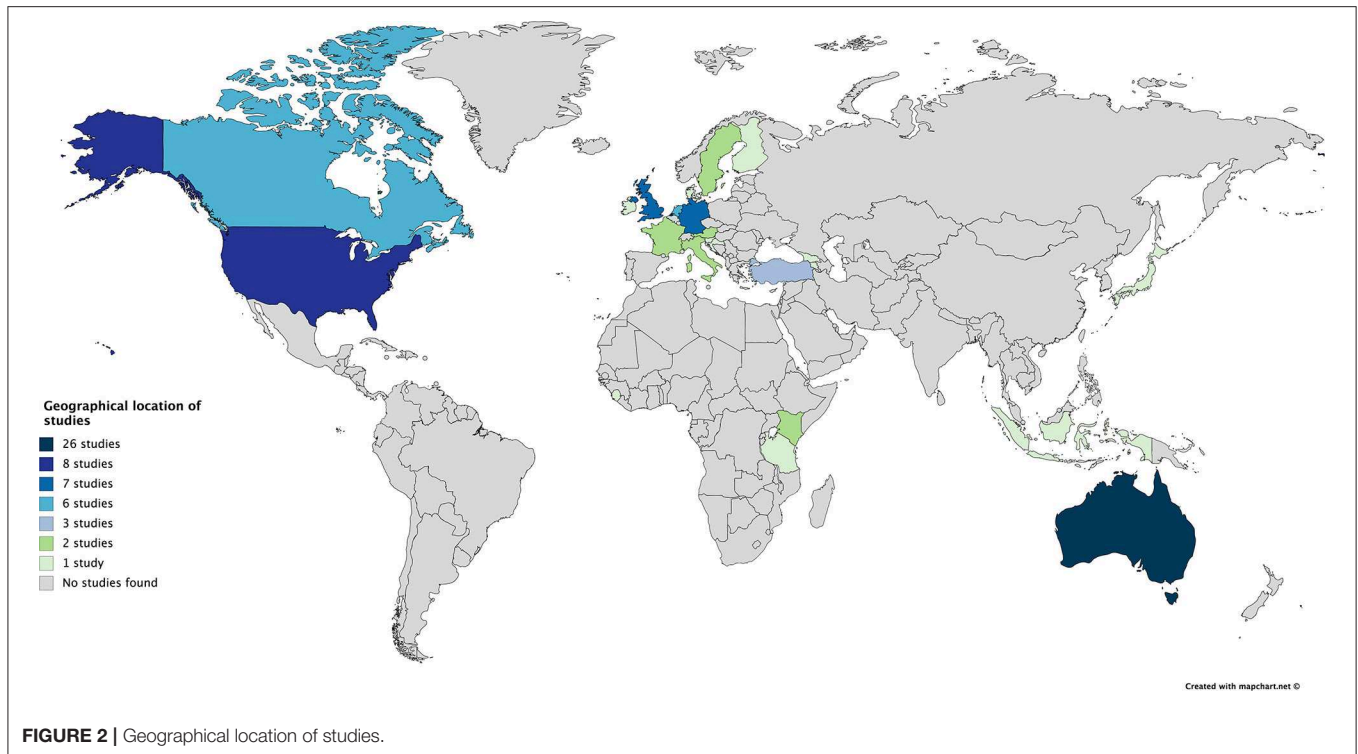 Geographical location of
studies
26 studies
8 studies
7 studies
6 studies
3 studies
2 studies
1 study
No studies found
Created with mapchart.net ©
FIGURE 2 | Geographical location of studies.